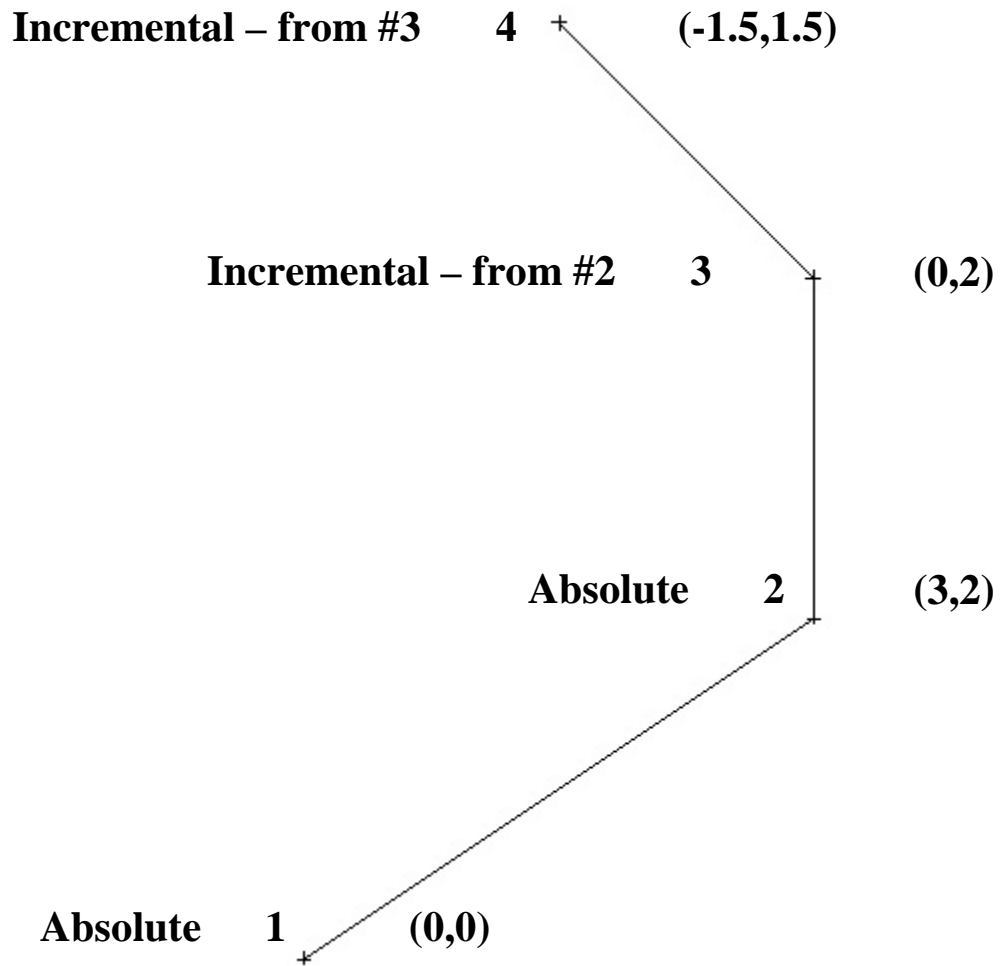 Incremental – from #3 4 (-1.5,1.5)
Incremental – from #2 3 (0,2)
Absolute 2 (3,2)
Absolute 1 (0,0)